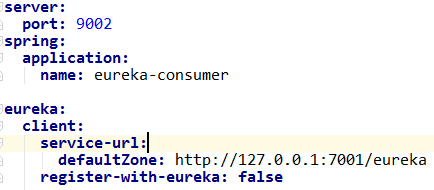 server:
  port: 9002
spring:
  application:
    name: eureka-consumer

eureka:
  client:
    service-url:
      defaultZone: http://127.0.0.1:7001/eureka
    register-with-eureka: false